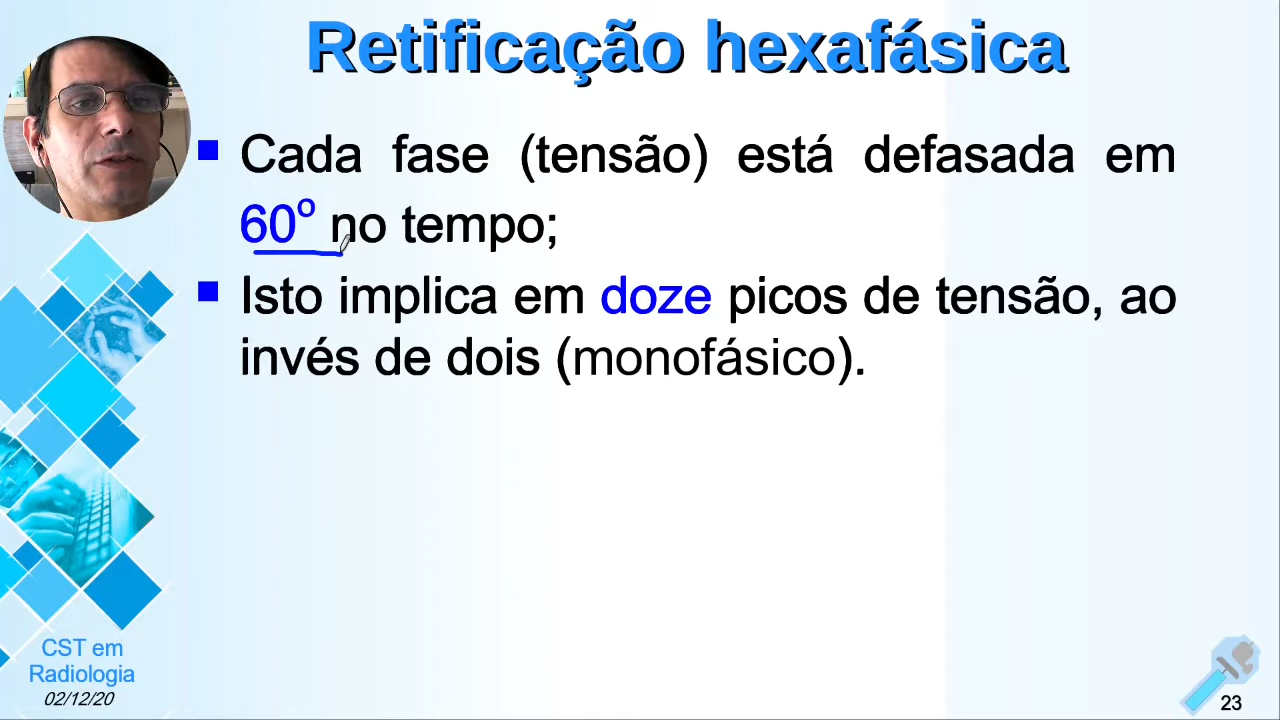 Retificação hexafásica
Cada fase (tensão) está defasada em
60º no tempo;
Isto implica em doze picos de tensão, ao
invés de dois (monofásico).
CST em
Radiologia
02/12/20
23